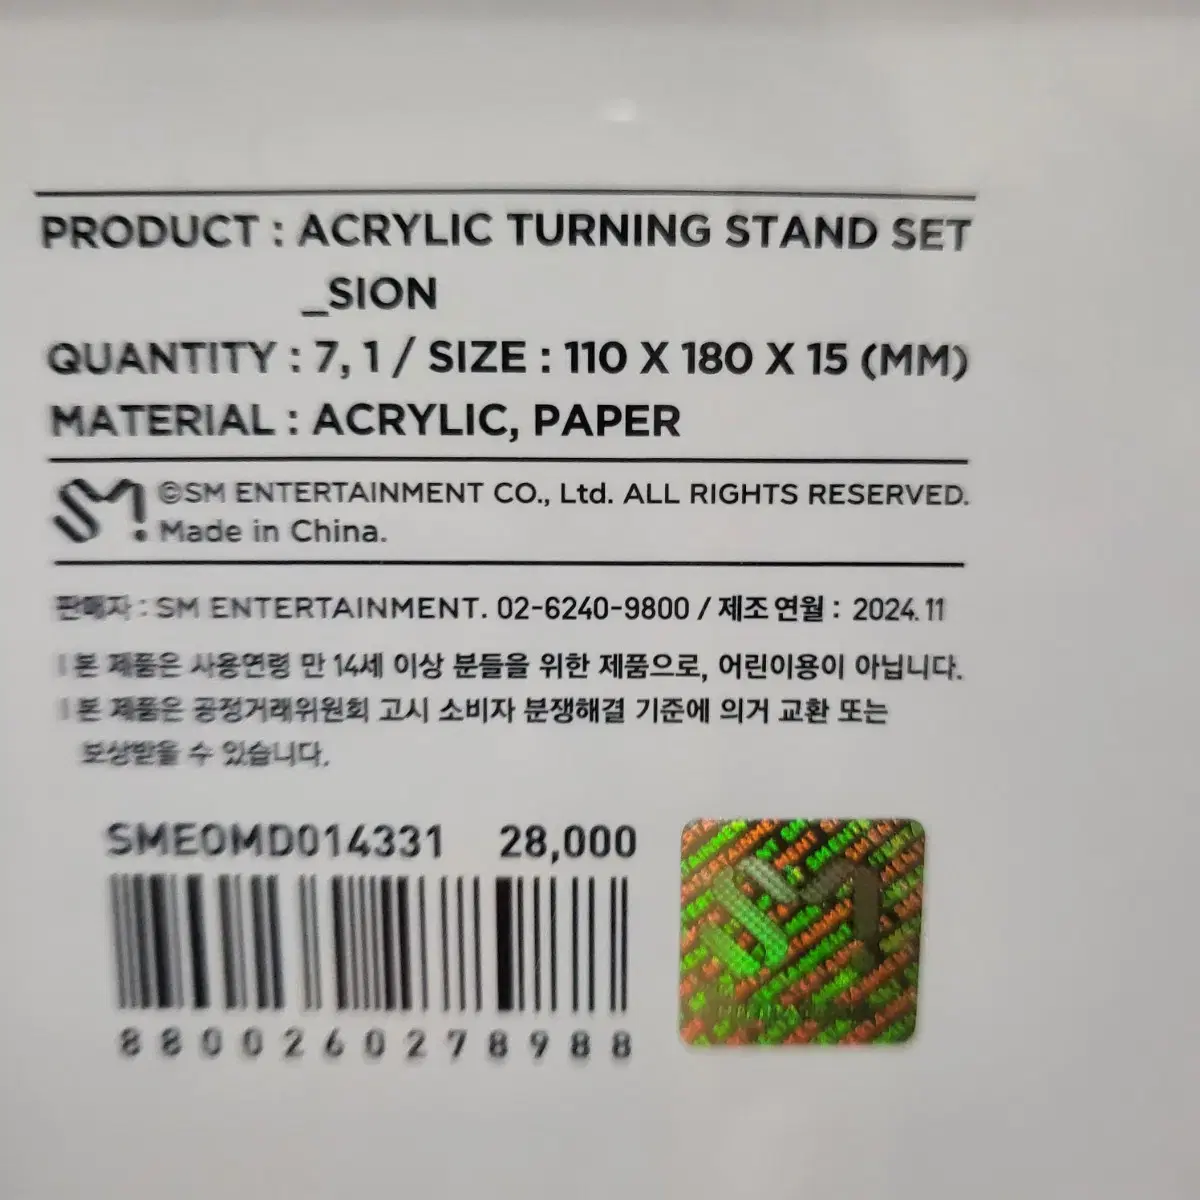 PRODUCT : ACRYLIC TURNING STAND SET
_SION
QUANTITY : 7, 1 / SIZE : 110 X 180 X 15 (MM)
MATERIAL : ACRYLIC, PAPER
©SM ENTERTAINMENT CO., Ltd. ALL RIGHTS RESERVED.
Made in China.
판매자 : SM ENTERTAINMENT. 02-6240-9800 / 제조연월 : 2024. 11
l 본 제품은 사용연령 만 14세 이상 분들을 위한 제품으로, 어린이용이 아닙니다.
l 본 제품은 공정거래위원회 고시 소비자 분쟁해결 기준에 의거 교환 또는
보상받을 수 있습니다.
SMEOMD014331 28,000
8800260278988